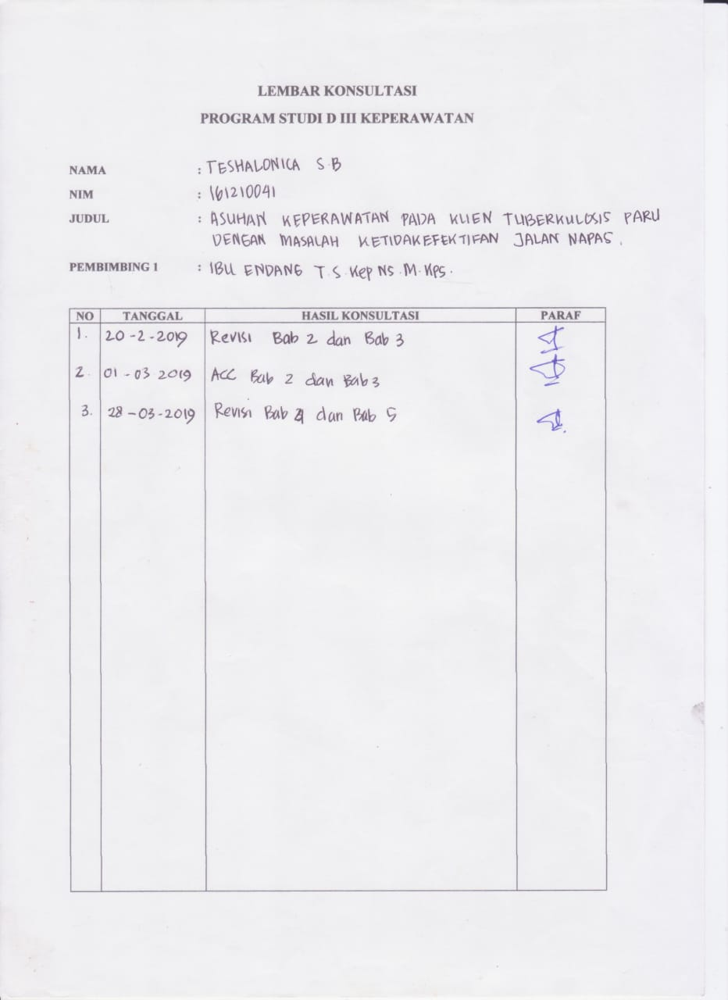 LEMBAR KONSULTASI
PROGRAM STUDI D III KEPERAWATAN
NAMA : TESHALONICA S.B
NIM : 161210041
JUDUL : ASUHAN KEPERAWATAN PADA KLIEN TUBERKULOSIS PARU
DENGAN MASALAH KETIDAKEFEKTIFAN JALAN NAPAS.
PEMBIMBING 1 : IBU ENDANG T.S.Kep NS.M.Kps.
NO TANGGAL HASIL KONSULTASI PARAF
1. 20-2-2019 Revisi Bab 2 dan Bab 3
2. 01-03 2019 ACC Bab 2 dan Bab 3
3. 28-03-2019 Revisi Bab 4 dan Bab 5